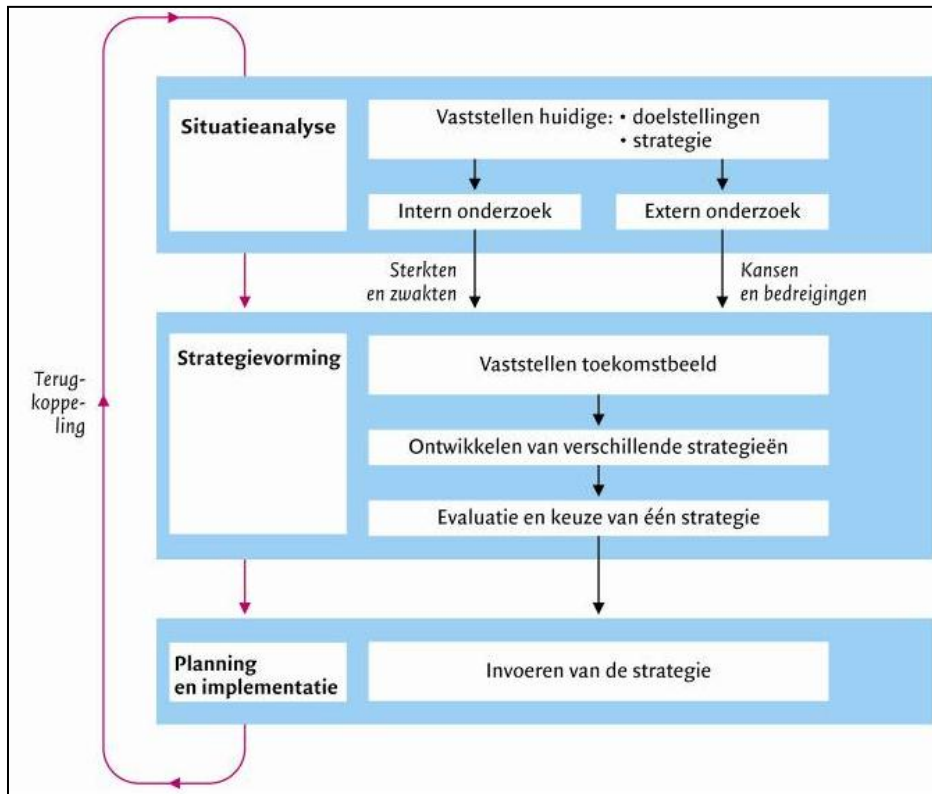 Situatieanalyse
Vaststellen huidige: • doelstellingen
• strategie
Intern onderzoek
Extern onderzoek
Sterkten
en zwakten
Kansen
en bedreigingen
Terug-
koppe-
ling
Strategievorming
Vaststellen toekomstbeeld
Ontwikkelen van verschillende strategieën
Evaluatie en keuze van één strategie
Planning
en implementatie
Invoeren van de strategie